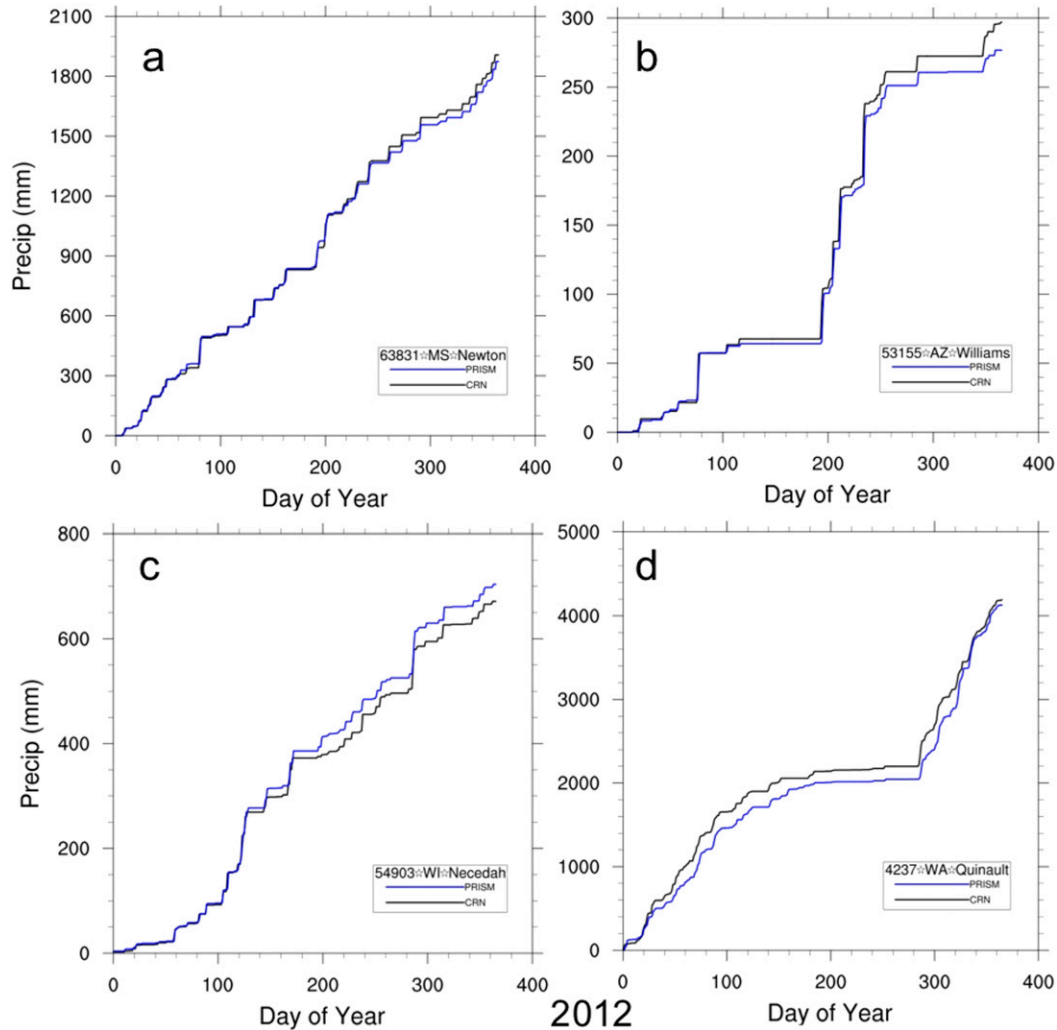 a
Precip (mm)
2100
1800
1500
1200
900
600
300
0
63831☆MS☆Newton
PRISM
CRN
0 100 200 300 400
Day of Year
b
300
250
200
150
100
50
0
53155☆AZ☆Williams
PRISM
CRN
0 100 200 300 400
Day of Year
c
Precip (mm)
800
600
400
200
0
54903☆WI☆Necedah
PRISM
CRN
0 100 200 300 400
Day of Year
d
5000
4000
3000
2000
1000
0
4237☆WA☆Quinault
PRISM
CRN
0 100 200 300 400
Day of Year
2012